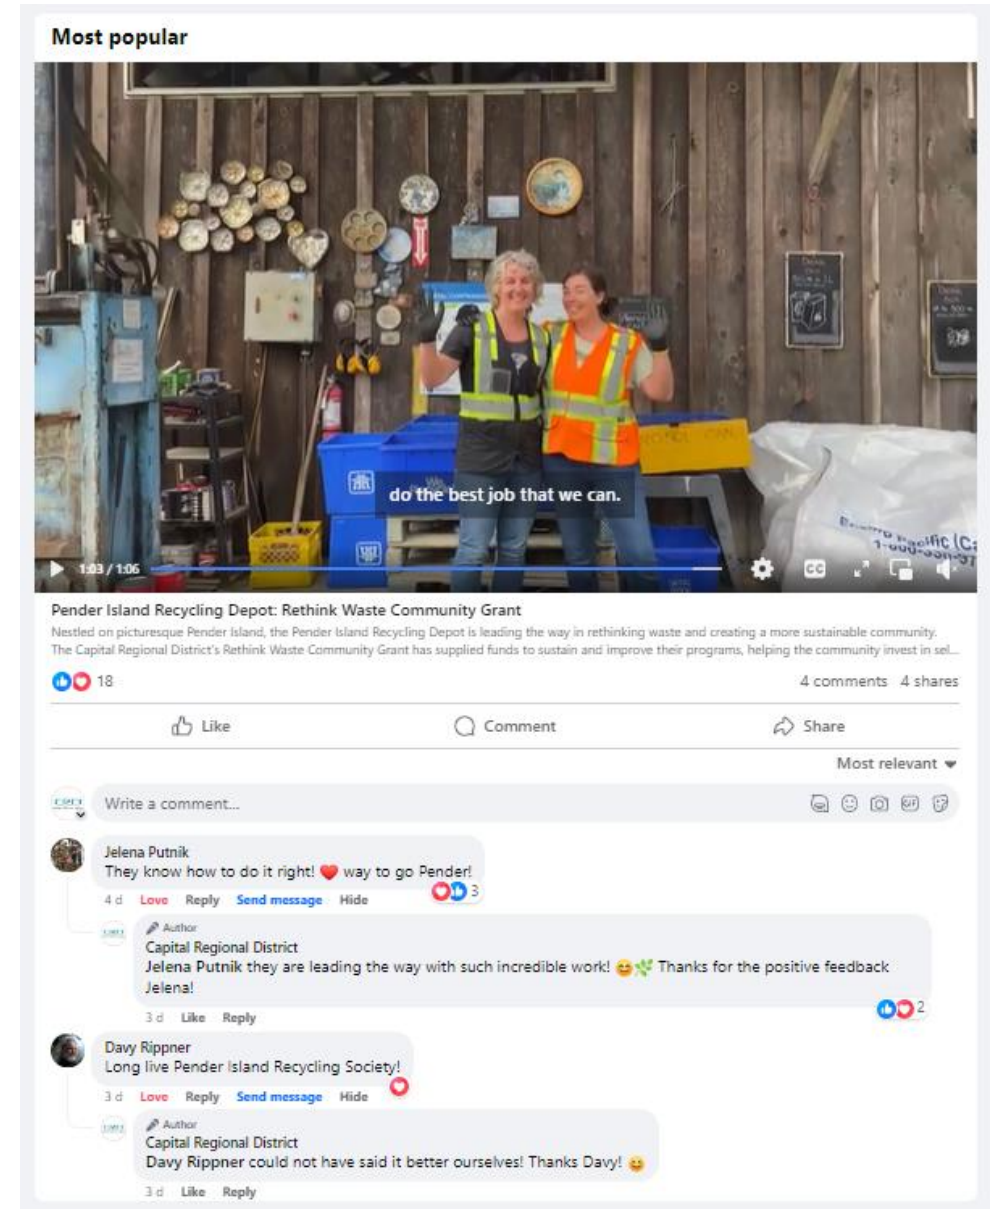 Most popular
do the best job that we can.
1:03 / 1:06
CC
Pender Island Recycling Depot: Rethink Waste Community Grant
Nestled on picturesque Pender Island, the Pender Island Recycling Depot is leading the way in rethinking waste and creating a more sustainable community.
The Capital Regional District's Rethink Waste Community Grant has supplied funds to sustain and improve their programs, helping the community invest in sel...
18
4 comments 4 shares
Like
Comment
Share
Most relevant
Write a comment...
GIF
Jelena Putnik
They know how to do it right! ❤️ way to go Pender!
3
4 d Love Reply Send message Hide
Author
Capital Regional District
Jelena Putnik they are leading the way with such incredible work! 😄🌿 Thanks for the positive feedback
Jelena!
2
3 d Like Reply
Davy Rippner
Long live Pender Island Recycling Society!
3 d Love Reply Send message Hide
Author
Capital Regional District
Davy Rippner could not have said it better ourselves! Thanks Davy! 😄
3 d Like Reply